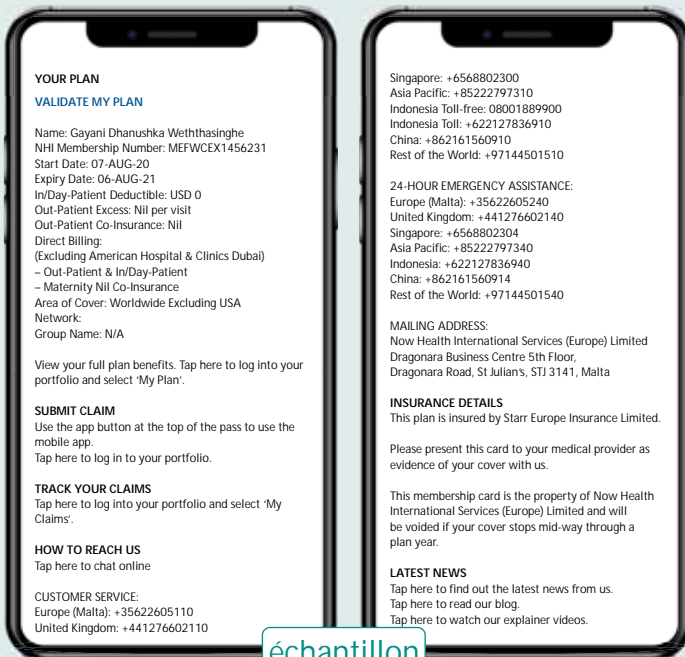 YOUR PLAN
VALIDATE MY PLAN
Name: Gayani Dhanushka Weththasinghe
NHI Membership Number: MEFWCEX1456231
Start Date: 07-AUG-20
Expiry Date: 06-AUG-21
In/Day-Patient Deductible: USD 0
Out-Patient Excess: Nil per visit
Out-Patient Co-Insurance: Nil
Direct Billing:
(Excluding American Hospital & Clinics Dubai)
– Out-Patient & In/Day-Patient
– Maternity Nil Co-Insurance
Area of Cover: Worldwide Excluding USA
Network:
Group Name: N/A
View your full plan benefits. Tap here to log into your
portfolio and select ‘My Plan’.
SUBMIT CLAIM
Use the app button at the top of the pass to use the
mobile app.
Tap here to log in to your portfolio.
TRACK YOUR CLAIMS
Tap here to log into your portfolio and select ‘My
Claims’.
HOW TO REACH US
Tap here to chat online
CUSTOMER SERVICE:
Europe (Malta): +35622605110
United Kingdom: +441276602110
Singapore: +6568802300
Asia Pacific: +85222797310
Indonesia Toll-free: 08001889900
Indonesia Toll: +622127836910
China: +862161560910
Rest of the World: +97144501510
24-HOUR EMERGENCY ASSISTANCE:
Europe (Malta): +35622605240
United Kingdom: +441276602140
Singapore: +6568802304
Asia Pacific: +85222797340
Indonesia: +622127836940
China: +862161560914
Rest of the World: +97144501540
MAILING ADDRESS:
Now Health International Services (Europe) Limited
Dragonara Business Centre 5th Floor,
Dragonara Road, St Julian’s, STJ 3141, Malta
INSURANCE DETAILS
This plan is insured by Starr Europe Insurance Limited.
Please present this card to your medical provider as
evidence of your cover with us.
This membership card is the property of Now Health
International Services (Europe) Limited and will
be voided if your cover stops mid-way through a
plan year.
LATEST NEWS
Tap here to find out the latest news from us.
Tap here to read our blog.
Tap here to watch our explainer videos.
échantillon